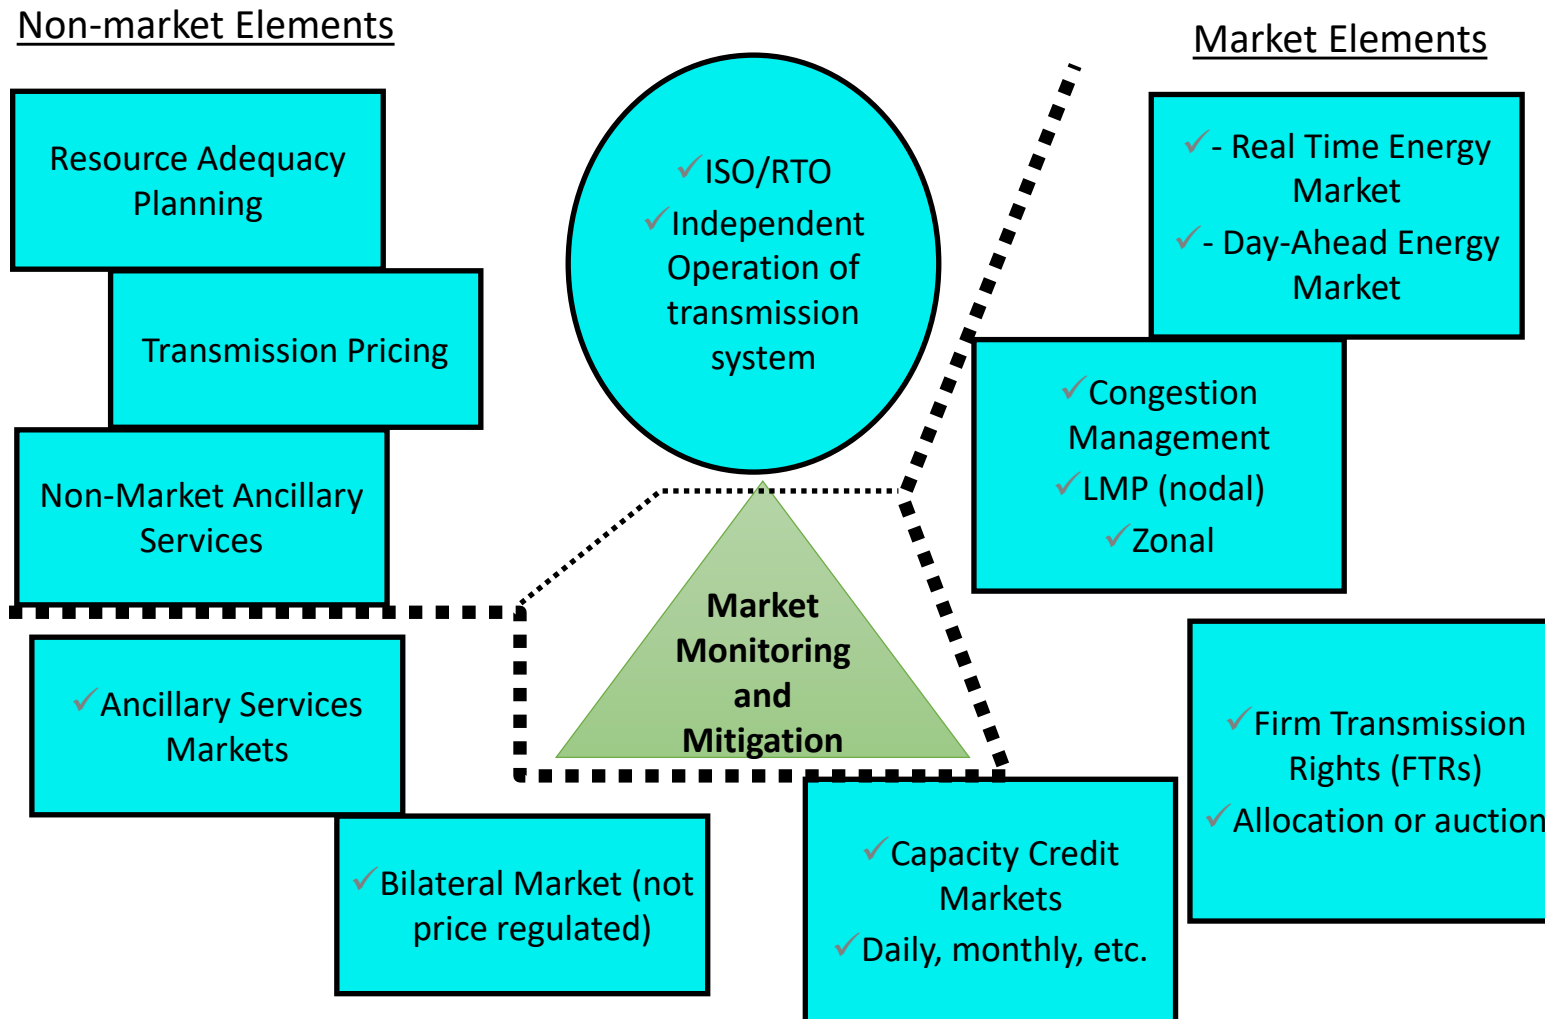 Non-market Elements
Market Elements
Resource Adequacy
Planning
Transmission Pricing
Non-Market Ancillary
Services
✓ISO/RTO
✓Independent
Operation of
transmission
system
✓- Real Time Energy
Market
✓- Day-Ahead Energy
Market
✓Congestion
Management
✓LMP (nodal)
✓Zonal
Market
Monitoring
and
Mitigation
✓Ancillary Services
Markets
✓Bilateral Market (not
price regulated)
✓Capacity Credit
Markets
✓Daily, monthly, etc.
✓Firm Transmission
Rights (FTRs)
✓Allocation or auction